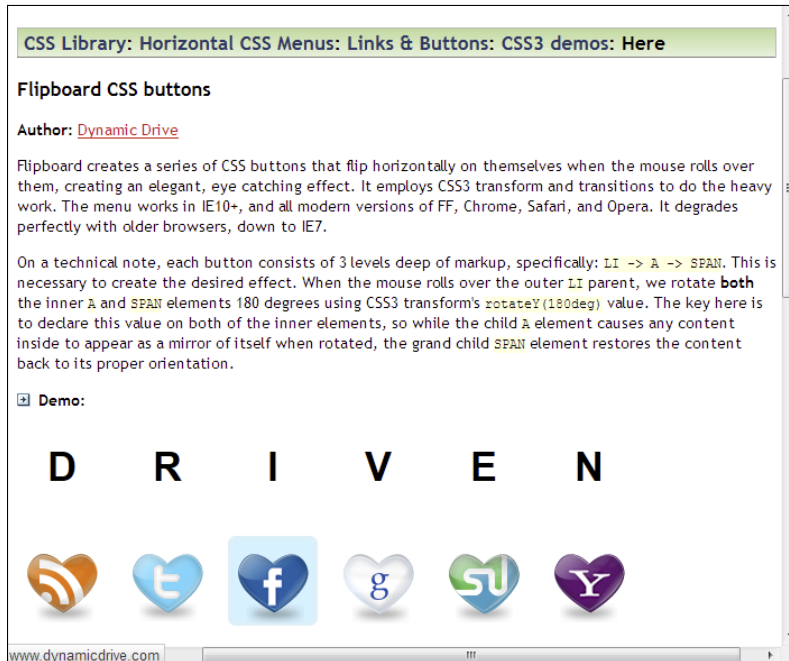 CSS Library: Horizontal CSS Menus: Links & Buttons: CSS3 demos: Here
Flipboard CSS buttons
Author: Dynamic Drive
Flipboard creates a series of CSS buttons that flip horizontally on themselves when the mouse rolls over
them, creating an elegant, eye catching effect. It employs CSS3 transform and transitions to do the heavy
work. The menu works in IE10+, and all modern versions of FF, Chrome, Safari, and Opera. It degrades
perfectly with older browsers, down to IE7.
On a technical note, each button consists of 3 levels deep of markup, specifically: LI -> A -> SPAN. This is
necessary to create the desired effect. When the mouse rolls over the outer LI parent, we rotate both
the inner A and SPAN elements 180 degrees using CSS3 transform's rotateY(180deg) value. The key here is
to declare this value on both of the inner elements, so while the child A element causes any content
inside to appear as a mirror of itself when rotated, the grand child SPAN element restores the content
back to its proper orientation.
Demo:
D R I V E N
t f g SU Y
www.dynamicdrive.com